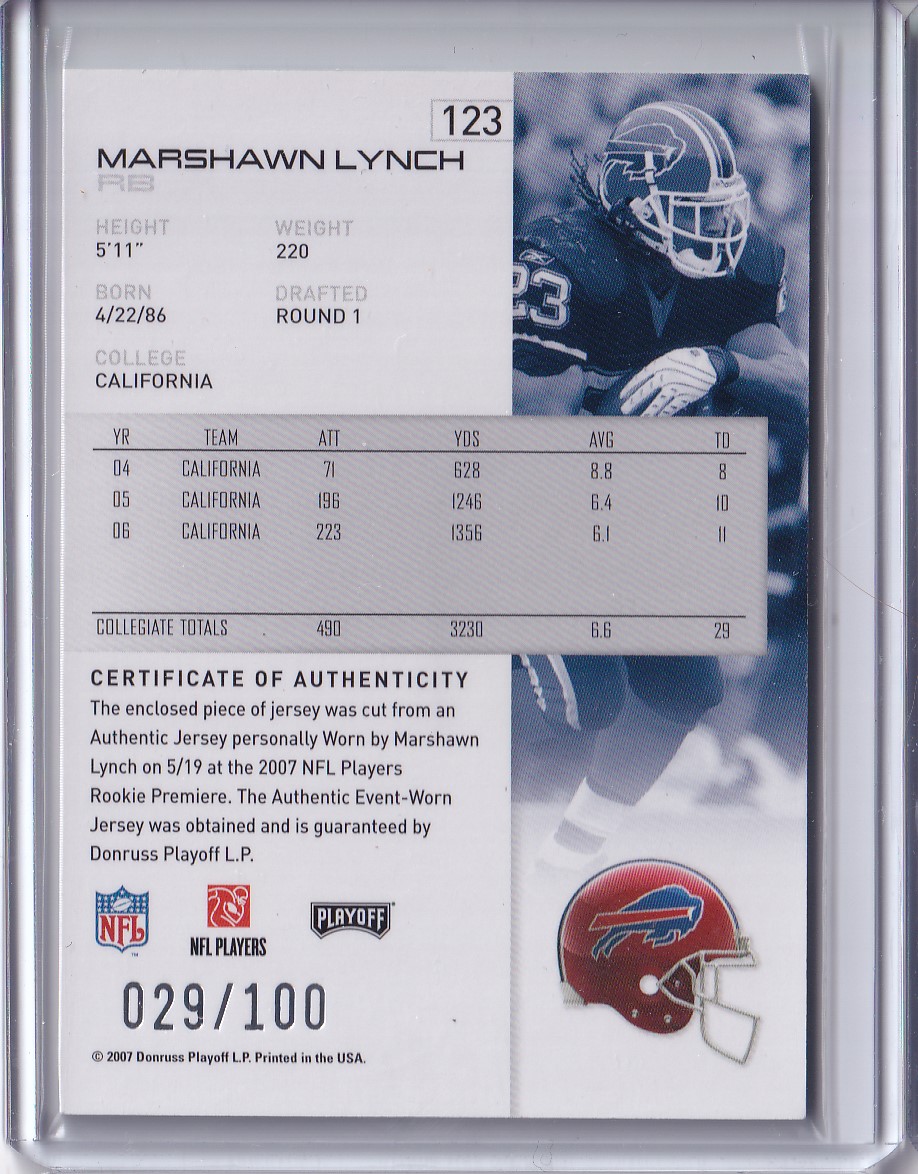 123
MARSHAWN LYNCH
RB
HEIGHT WEIGHT
5'11" 220
BORN DRAFTED
4/22/86 ROUND 1
COLLEGE
CALIFORNIA
23
YR TEAM ATT YDS AVG TD
04 CALIFORNIA 71 628 8.8 8
05 CALIFORNIA 196 1246 6.4 10
06 CALIFORNIA 223 1356 6.1 11
COLLEGIATE TOTALS 490 3230 6.6 29
CERTIFICATE OF AUTHENTICITY
The enclosed piece of jersey was cut from an
Authentic Jersey personally Worn by Marshawn
Lynch on 5/19 at the 2007 NFL Players
Rookie Premiere. The Authentic Event-Worn
Jersey was obtained and is guaranteed by
Donruss Playoff L.P.
NFL NFL PLAYERS PLAYOFF
029/100
© 2007 Donruss Playoff L.P. Printed in the USA.